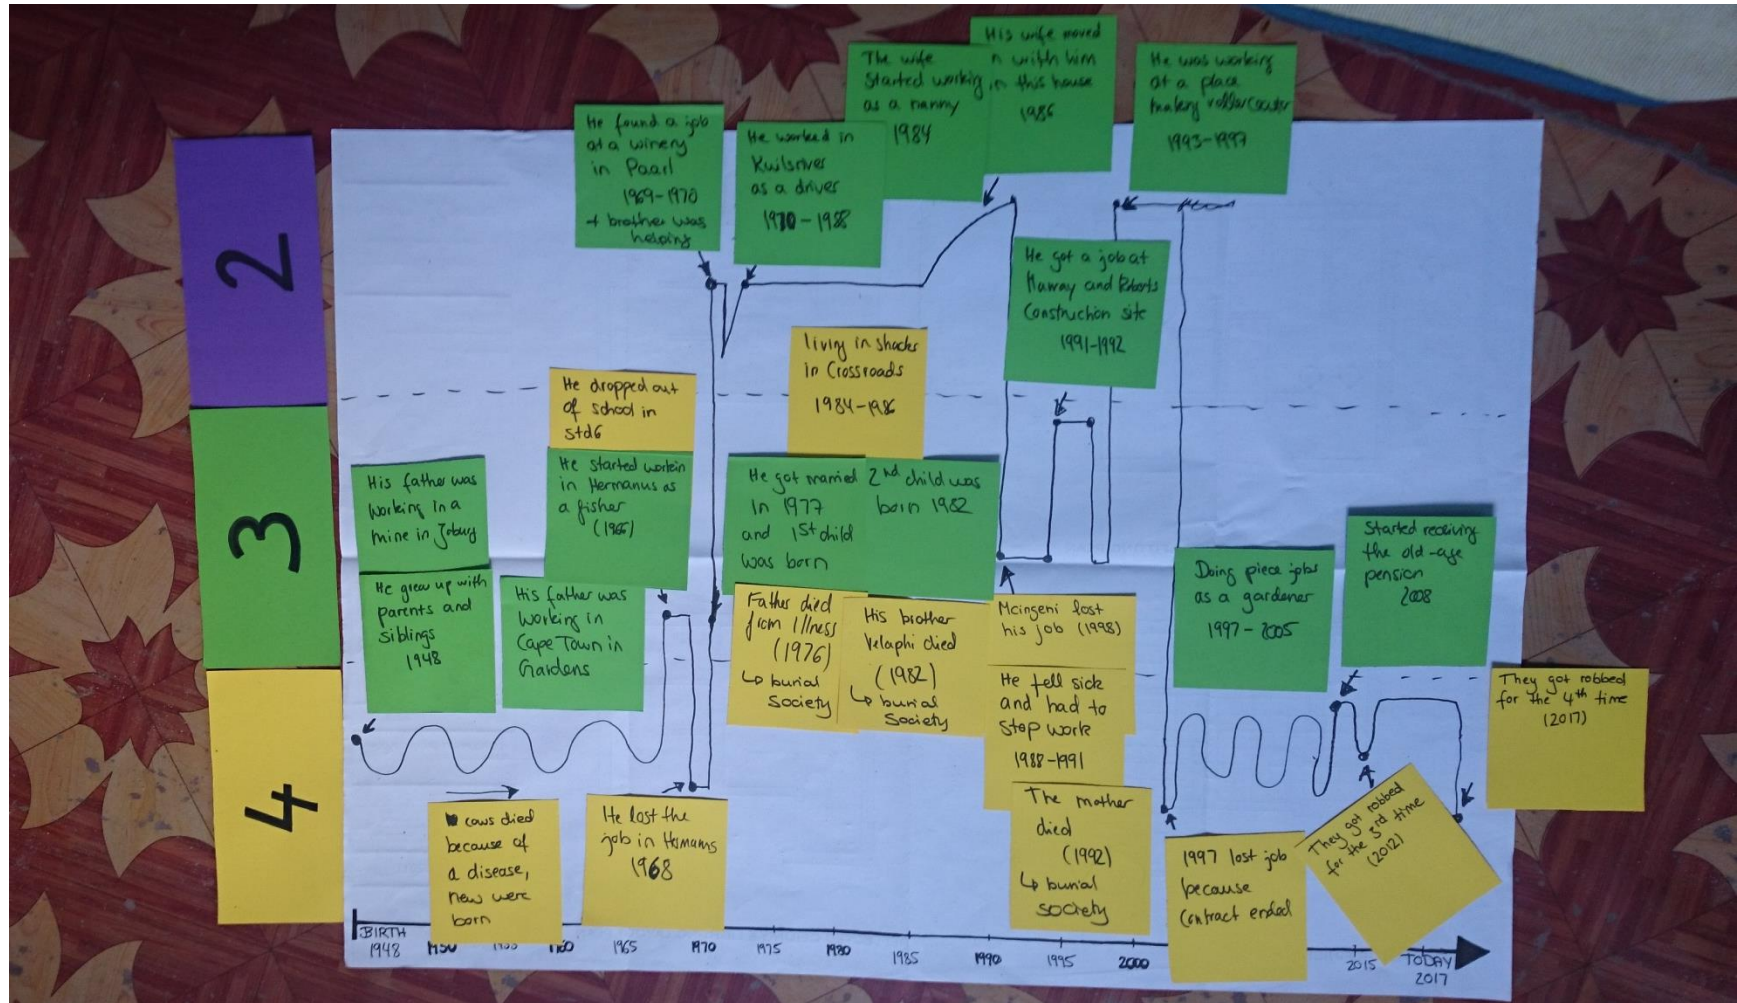 2
3
4
He found a job
at a winery
in Paarl
1969-1970
+ brother was
helping
He worked in
Kuilsriver
as a driver
1970-1988
The wife
started working
as a nanny
1984
His wife moved
in with him
in this house
1986
He was working
at a place
making rollercoaster
1993-1997
He got a job at
Murray and Roberts
Construction site
1991-1992
living in shacks
in Crossroads
1984-1986
He dropped out
of school in
std6
He started workin
in Hermanus as
a fisher
(1966)
His father was
working in a
mine in Joburg
He grew up with
parents and
siblings
1948
His father was
working in
Cape Town in
Gardens
He got married
in 1977
and 1st child
was born
2nd child was
born 1982
Father died
from Illness
(1976)
↳ burial
society
His brother
Velaphi died
(1982)
↳ burial
society
Mcingeni lost
his job (1998)
He fell sick
and had to
stop work
1988-1991
The mother
died
(1992)
↳ burial
society
Doing piece jobs
as a gardener
1997-2005
Started receiving
the old-age
pension
2008
They got robbed
for the 4th time
(2017)
They got robbed
for the 3rd time
(2012)
1997 lost job
because
contract ended
cows died
because of
a disease,
new were
born
He lost the
job in Hermanus
1968
BIRTH
1948 1950 1955 1960 1965 1970 1975 1980 1985 1990 1995 2000 2015 TODAY
2017